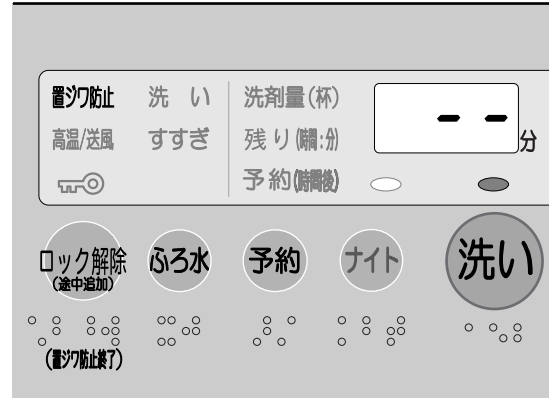 置ジワ防止 洗い 洗剤量(杯)
高温/送風 すすぎ 残り(時間:分) -- 分
予約(時間後)
ロック解除 ふろ水 予約 ナイト 洗い
(途中追加)
(置ジワ防止終了)